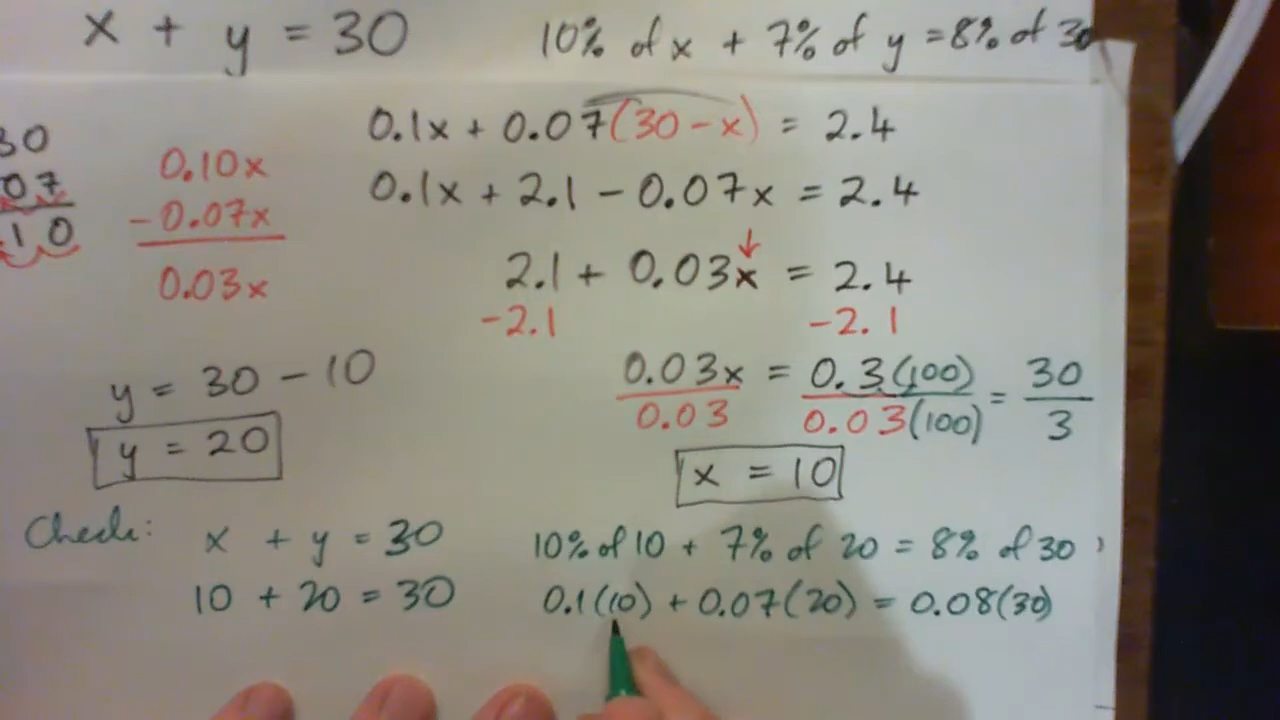 x + y = 30
10% of x + 7% of y = 8% of 30
0.1x + 0.07(30 - x) = 2.4
30
07
10
0.10x
-0.07x
0.03x
0.1x + 2.1 - 0.07x = 2.4
2.1 + 0.03x = 2.4
-2.1 -2.1
0.03x = 0.3(100) = 30
0.03 0.03(100) 3
x = 10
y = 30 - 10
y = 20
Check: x + y = 30
10 + 20 = 30
10% of 10 + 7% of 20 = 8% of 30
0.1(10) + 0.07(20) = 0.08(30)